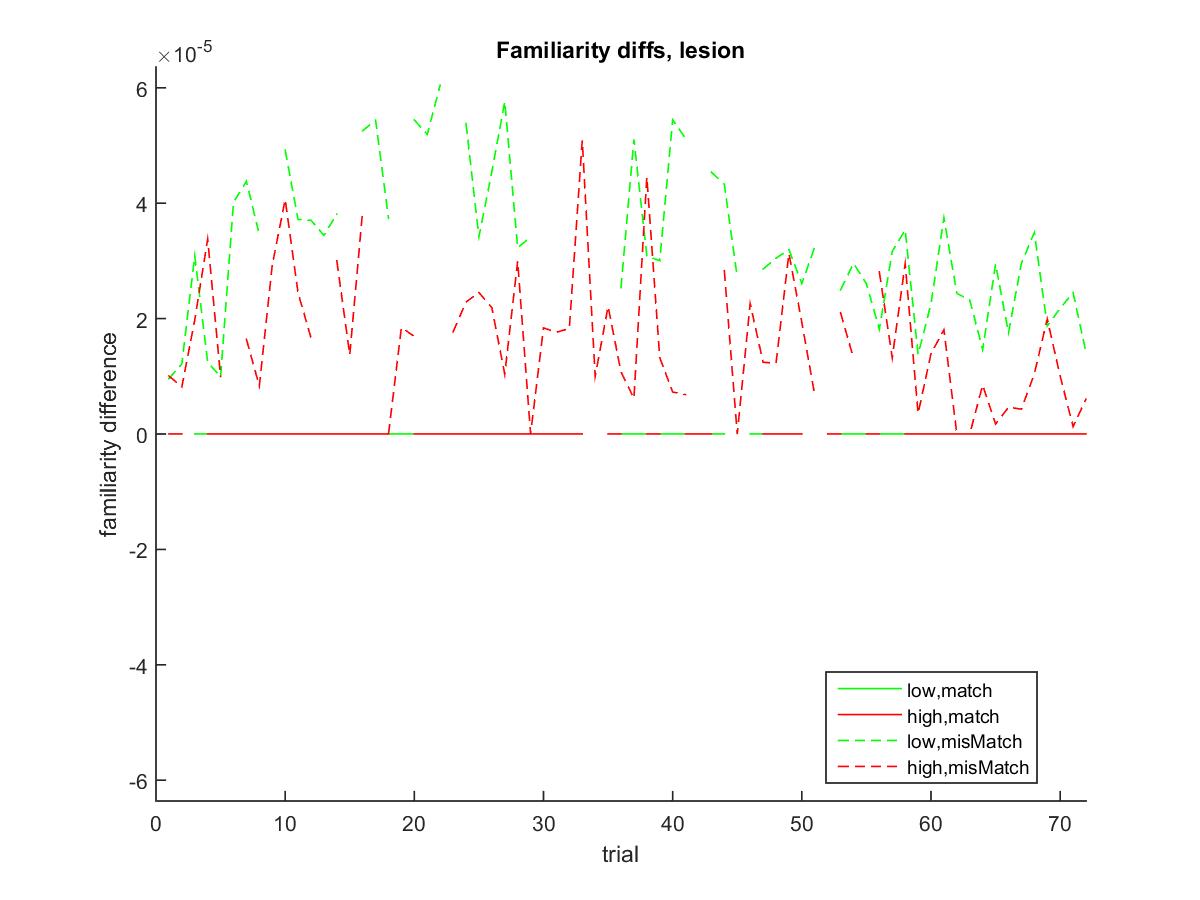 ×10-5
Familiarity diffs, lesion
6
4
2
0
-2
-4
-6
familiarity difference
low,match
high,match
low,misMatch
high,misMatch
0 10 20 30 40 50 60 70
trial